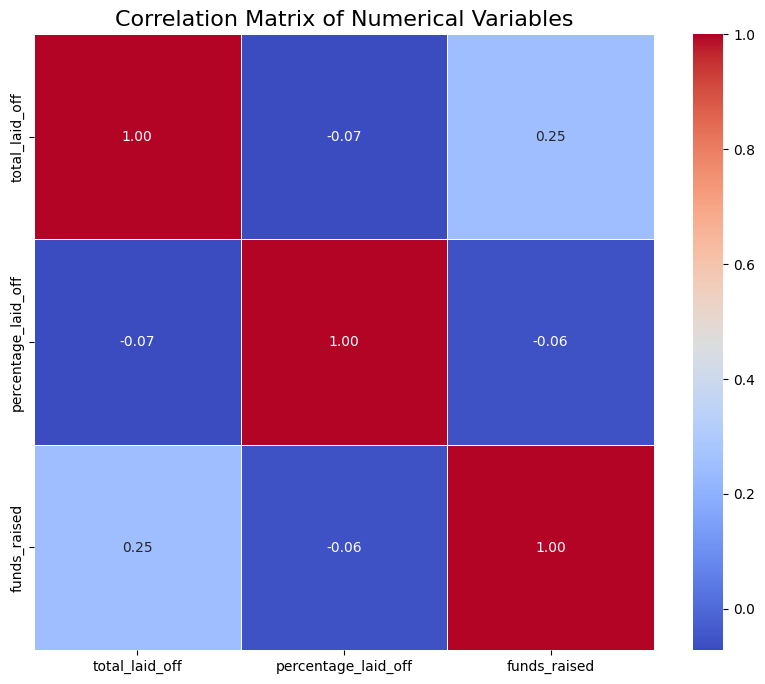 Correlation Matrix of Numerical Variables
total_laid_off
1.00
-0.07
0.25
percentage_laid_off
-0.07
1.00
-0.06
funds_raised
0.25
-0.06
1.00
total_laid_off
percentage_laid_off
funds_raised
1.0
0.8
0.6
0.4
0.2
0.0